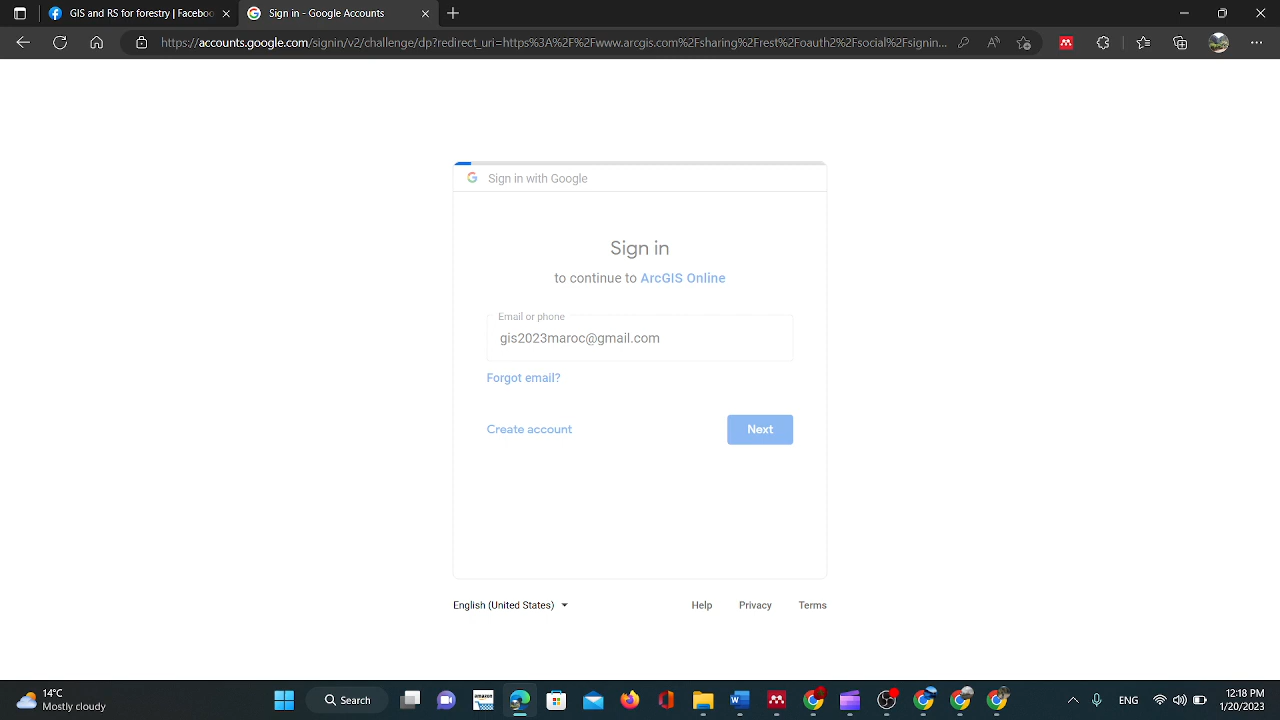 GIS and RS for forestry | Facebo
Sign in - Google Accounts
https://accounts.google.com/signin/v2/challenge/dp?redirect_uri=https%3A%2F%2Fwww.arcgis.com%2Fsharing%2Frest%2Foauth2%2Fsocial%2Fsignin...
Sign in with Google
Sign in
to continue to ArcGIS Online
Email or phone
gis2023maroc@gmail.com
Forgot email?
Create account
Next
English (United States)
Help
Privacy
Terms
14°C
Mostly cloudy
Search
ENG
12:18 PM
1/20/2023